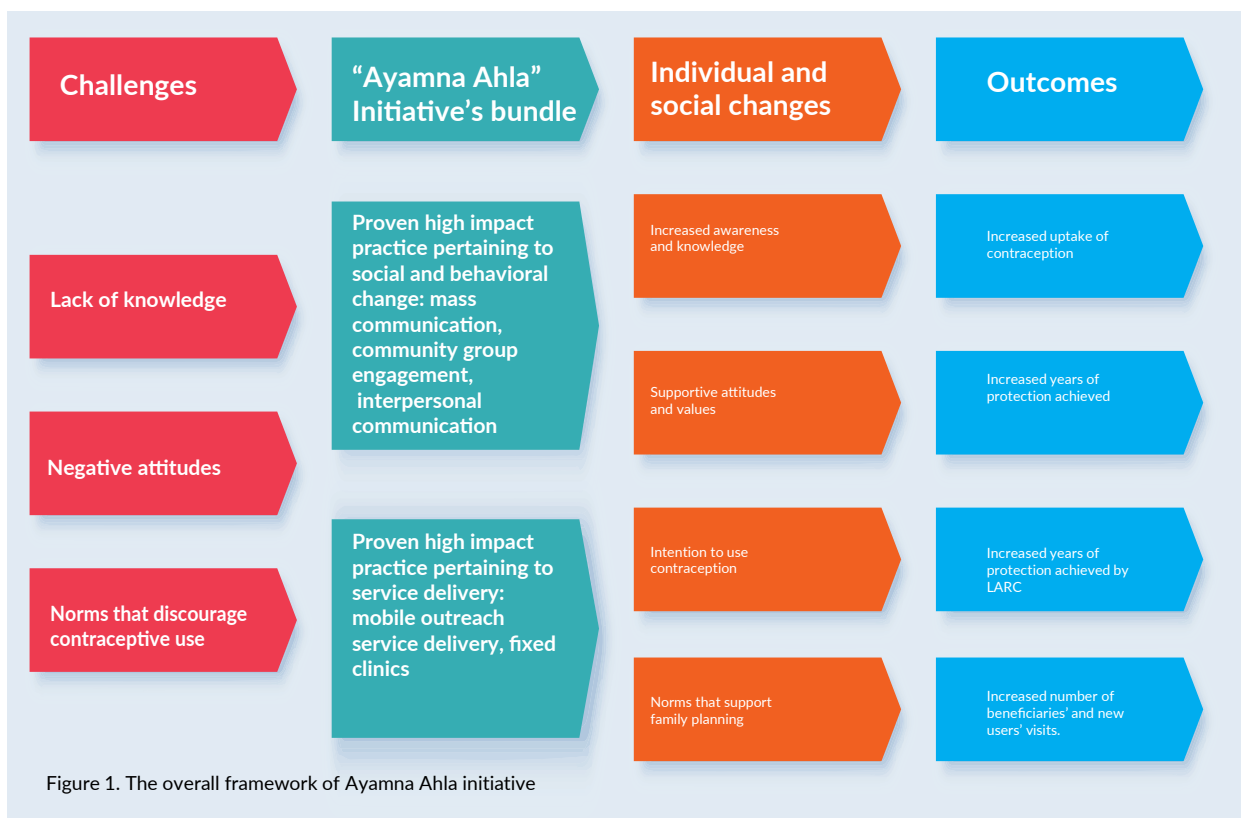 Challenges
“Ayamna Ahla”
Initiative’s bundle
Individual and
social changes
Outcomes
Lack of knowledge
Negative attitudes
Norms that discourage
contraceptive use
Proven high impact
practice pertaining to
social and behavioral
change: mass
communication,
community group
engagement,
interpersonal
communication
Proven high impact
practice pertaining to
service delivery:
mobile outreach
service delivery, fixed
clinics
Increased awareness
and knowledge
Supportive attitudes
and values
Intention to use
contraception
Norms that support
family planning
Increased uptake of
contraception
Increased years of
protection achieved
Increased years of
protection achieved by
LARC
Increased number of
beneficiaries’ and new
users’ visits.
Figure 1. The overall framework of Ayamna Ahla initiative